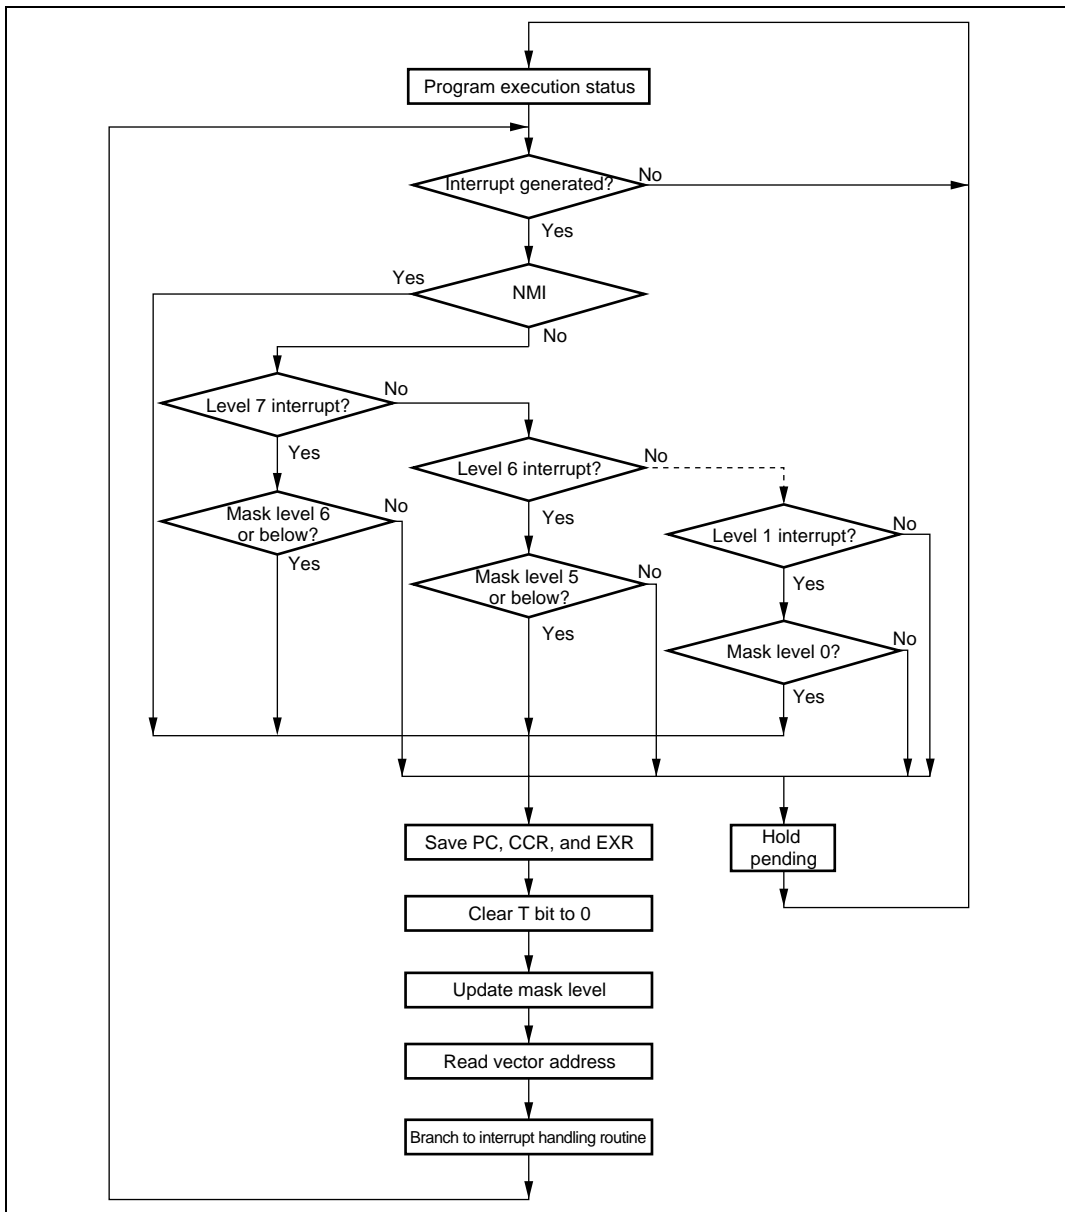 Program execution status
Interrupt generated?
No
Yes
Yes
NMI
No
Level 7 interrupt?
No
Yes
Level 6 interrupt?
No
Yes
Mask level 6
or below?
No
Yes
Level 1 interrupt?
No
Yes
Mask level 5
or below?
No
Yes
Mask level 0?
No
Yes
Save PC, CCR, and EXR
Hold
pending
Clear T bit to 0
Update mask level
Read vector address
Branch to interrupt handling routine